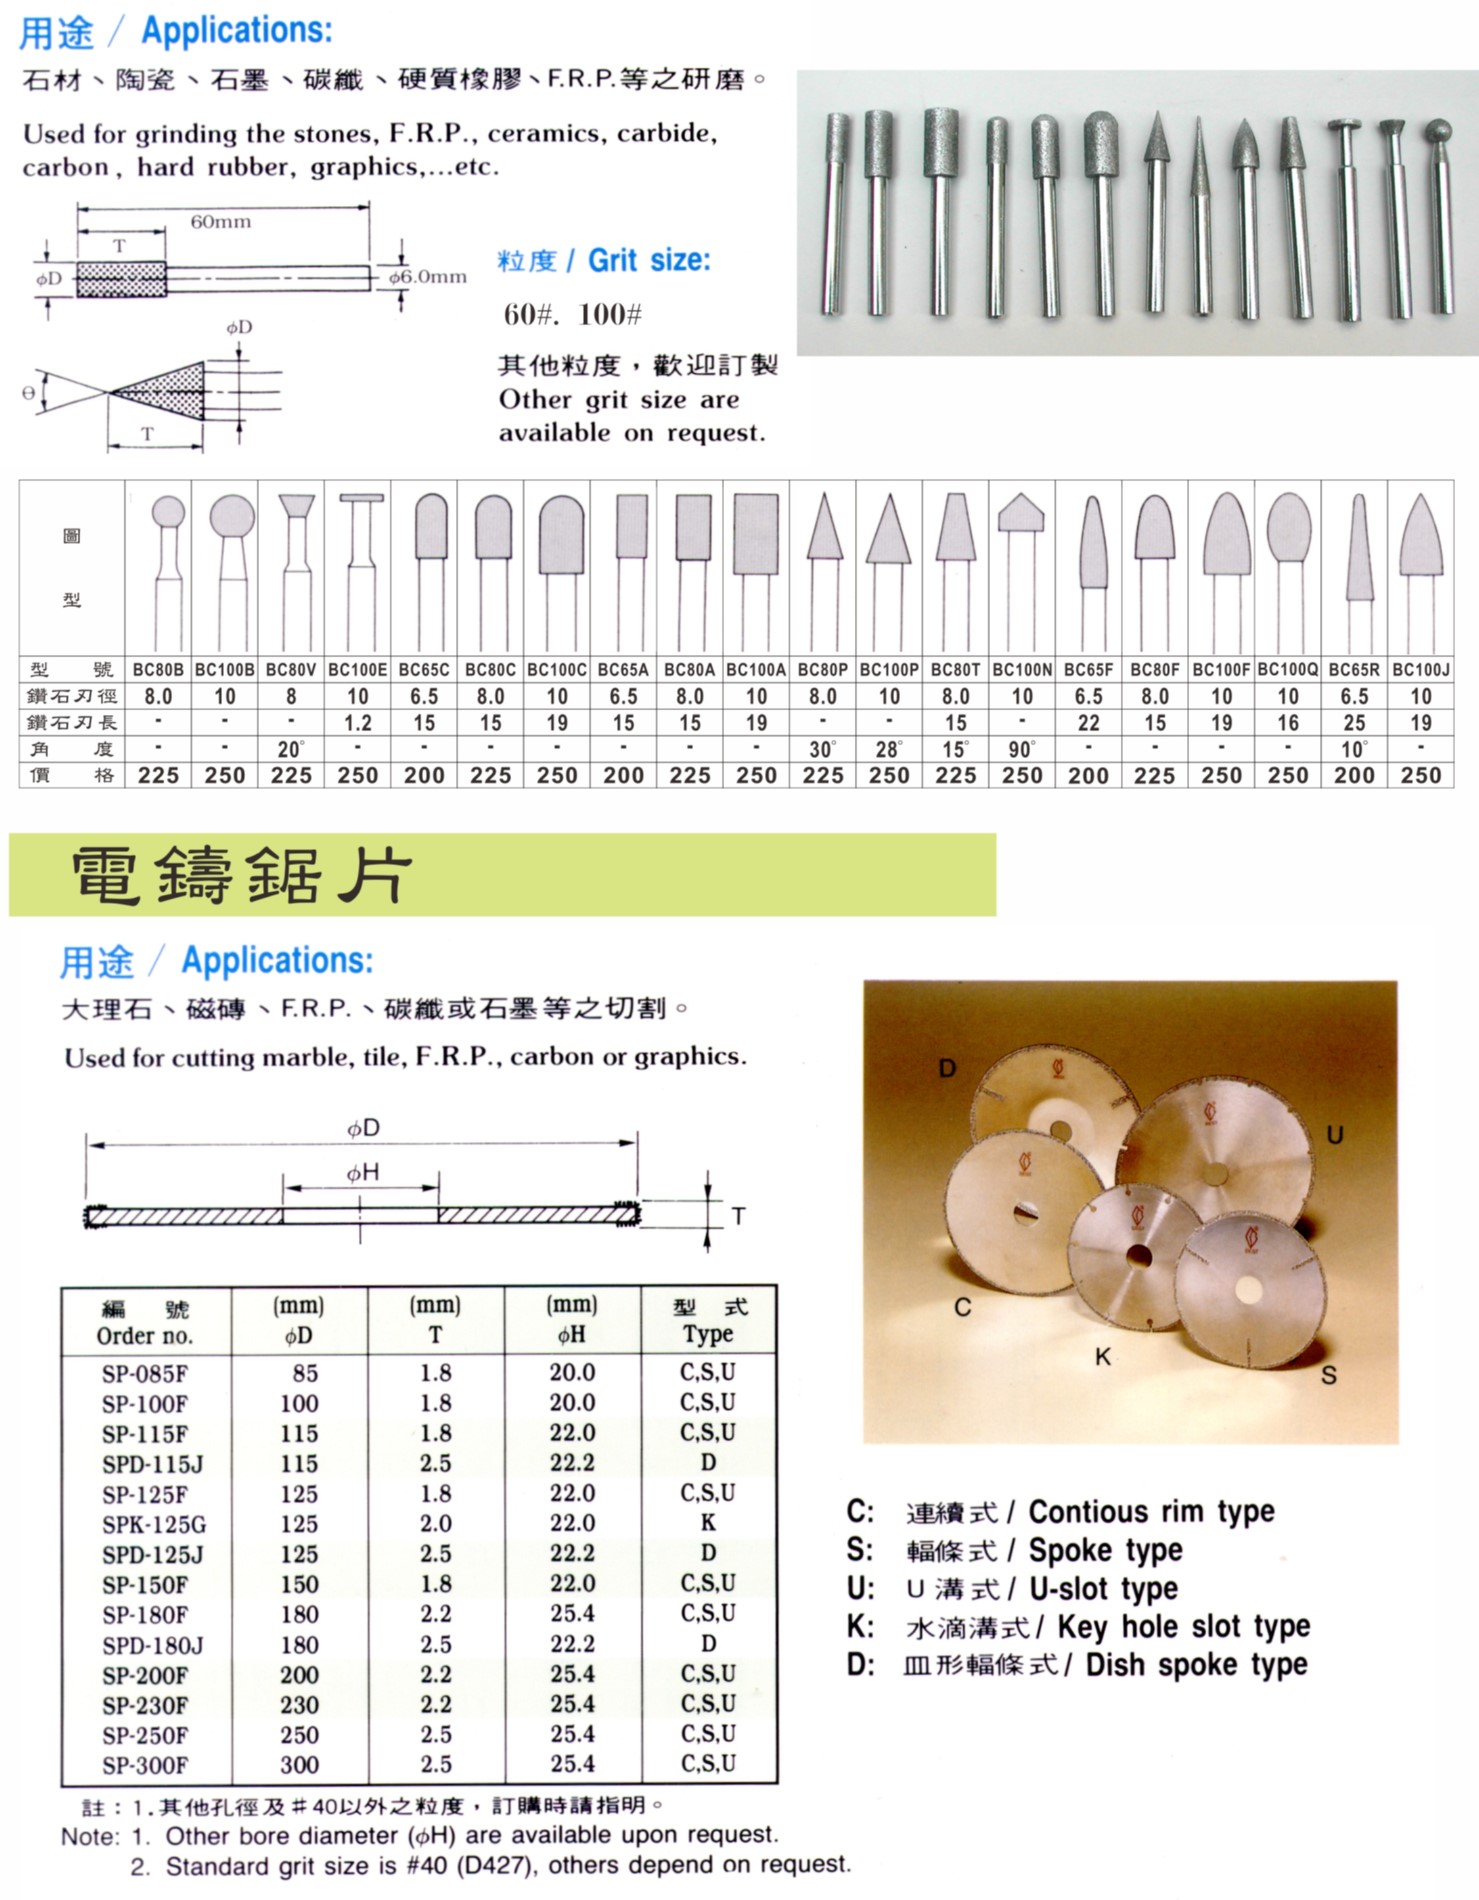 用途 / Applications:
石材、陶瓷、石墨、碳纖、硬質橡膠、F.R.P.等之研磨。
Used for grinding the stones, F.R.P., ceramics, carbide,
carbon, hard rubber, graphics,...etc.
60mm
T
φD
φ6.0mm
φD
θ
T
粒度 / Grit size:
60#. 100#
其他粒度，歡迎訂製
Other grit size are
available on request.
圖
型
型 號 BC80B BC100B BC80V BC100E BC65C BC80C BC100C BC65A BC80A BC100A BC80P BC100P BC80T BC100N BC65F BC80F BC100F BC100Q BC65R BC100J
鑽石刃徑 8.0 10 8 10 6.5 8.0 10 6.5 8.0 10 8.0 10 8.0 10 6.5 8.0 10 10 6.5 10
鑽石刃長 - - - 1.2 15 15 19 15 15 19 - - 15 - 22 15 19 16 25 19
角 度 - - 20° - - - - - - - 30° 28° 15° 90° - - - - 10° -
價 格 225 250 225 250 200 225 250 200 225 250 225 250 225 250 200 225 250 250 200 250
電鑄鋸片
用途 / Applications:
大理石、磁磚、F.R.P.、碳纖或石墨等之切割。
Used for cutting marble, tile, F.R.P., carbon or graphics.
φD
φH
T
編 號 (mm) (mm) (mm) 型 式
Order no. φD T φH Type
SP-085F 85 1.8 20.0 C,S,U
SP-100F 100 1.8 20.0 C,S,U
SP-115F 115 1.8 22.0 C,S,U
SPD-115J 115 2.5 22.2 D
SP-125F 125 1.8 22.0 C,S,U
SPK-125G 125 2.0 22.0 K
SPD-125J 125 2.5 22.2 D
SP-150F 150 1.8 22.0 C,S,U
SP-180F 180 2.2 25.4 C,S,U
SPD-180J 180 2.5 22.2 D
SP-200F 200 2.2 25.4 C,S,U
SP-230F 230 2.2 25.4 C,S,U
SP-250F 250 2.5 25.4 C,S,U
SP-300F 300 2.5 25.4 C,S,U
註：1.其他孔徑及＃40以外之粒度，訂購時請指明。
Note: 1. Other bore diameter (φH) are available upon request.
2. Standard grit size is #40 (D427), others depend on request.
D
U
C
K
S
C: 連續式 / Contious rim type
S: 輻條式 / Spoke type
U: U 溝式 / U-slot type
K: 水滴溝式 / Key hole slot type
D: 皿形輻條式 / Dish spoke type